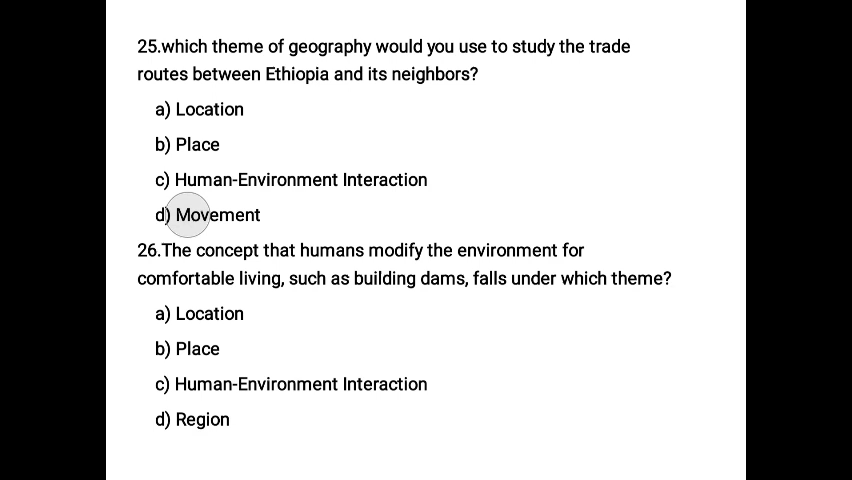 25.which theme of geography would you use to study the trade
routes between Ethiopia and its neighbors?
a) Location
b) Place
c) Human-Environment Interaction
d) Movement
26.The concept that humans modify the environment for
comfortable living, such as building dams, falls under which theme?
a) Location
b) Place
c) Human-Environment Interaction
d) Region